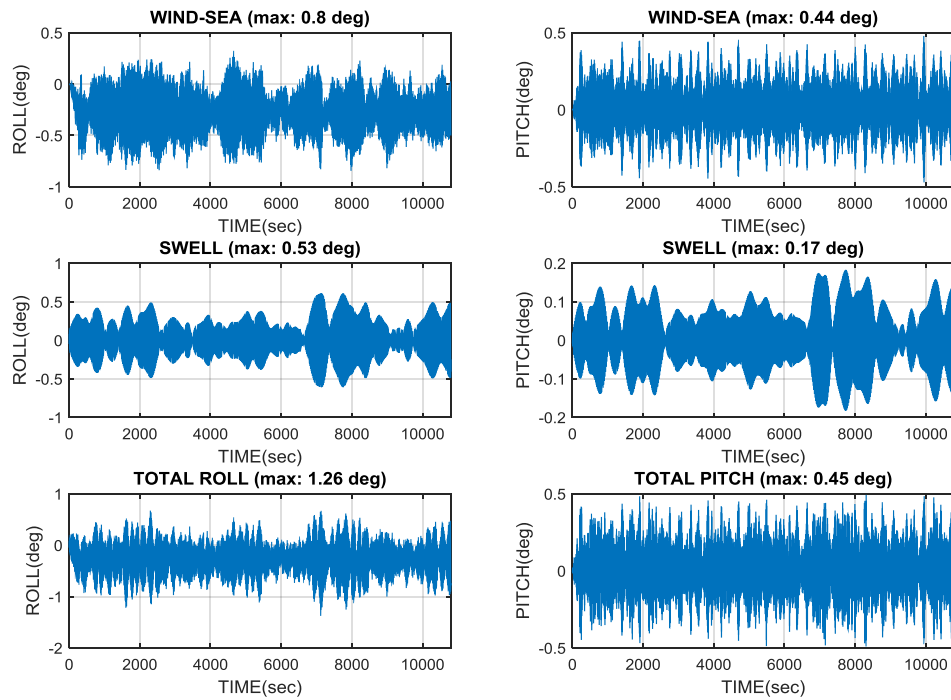 WIND-SEA (max: 0.8 deg)
0.5
0
-0.5
-1
ROLL(deg)
0 2000 4000 6000 8000 10000
TIME(sec)
WIND-SEA (max: 0.44 deg)
0.5
0
-0.5
PITCH(deg)
0 2000 4000 6000 8000 10000
TIME(sec)
SWELL (max: 0.53 deg)
1
0.5
0
-0.5
-1
ROLL(deg)
0 2000 4000 6000 8000 10000
TIME(sec)
SWELL (max: 0.17 deg)
0.2
0.1
0
-0.1
-0.2
PITCH(deg)
0 2000 4000 6000 8000 10000
TIME(sec)
TOTAL ROLL (max: 1.26 deg)
1
0
-1
-2
ROLL(deg)
0 2000 4000 6000 8000 10000
TIME(sec)
TOTAL PITCH (max: 0.45 deg)
0.5
0
-0.5
PITCH(deg)
0 2000 4000 6000 8000 10000
TIME(sec)